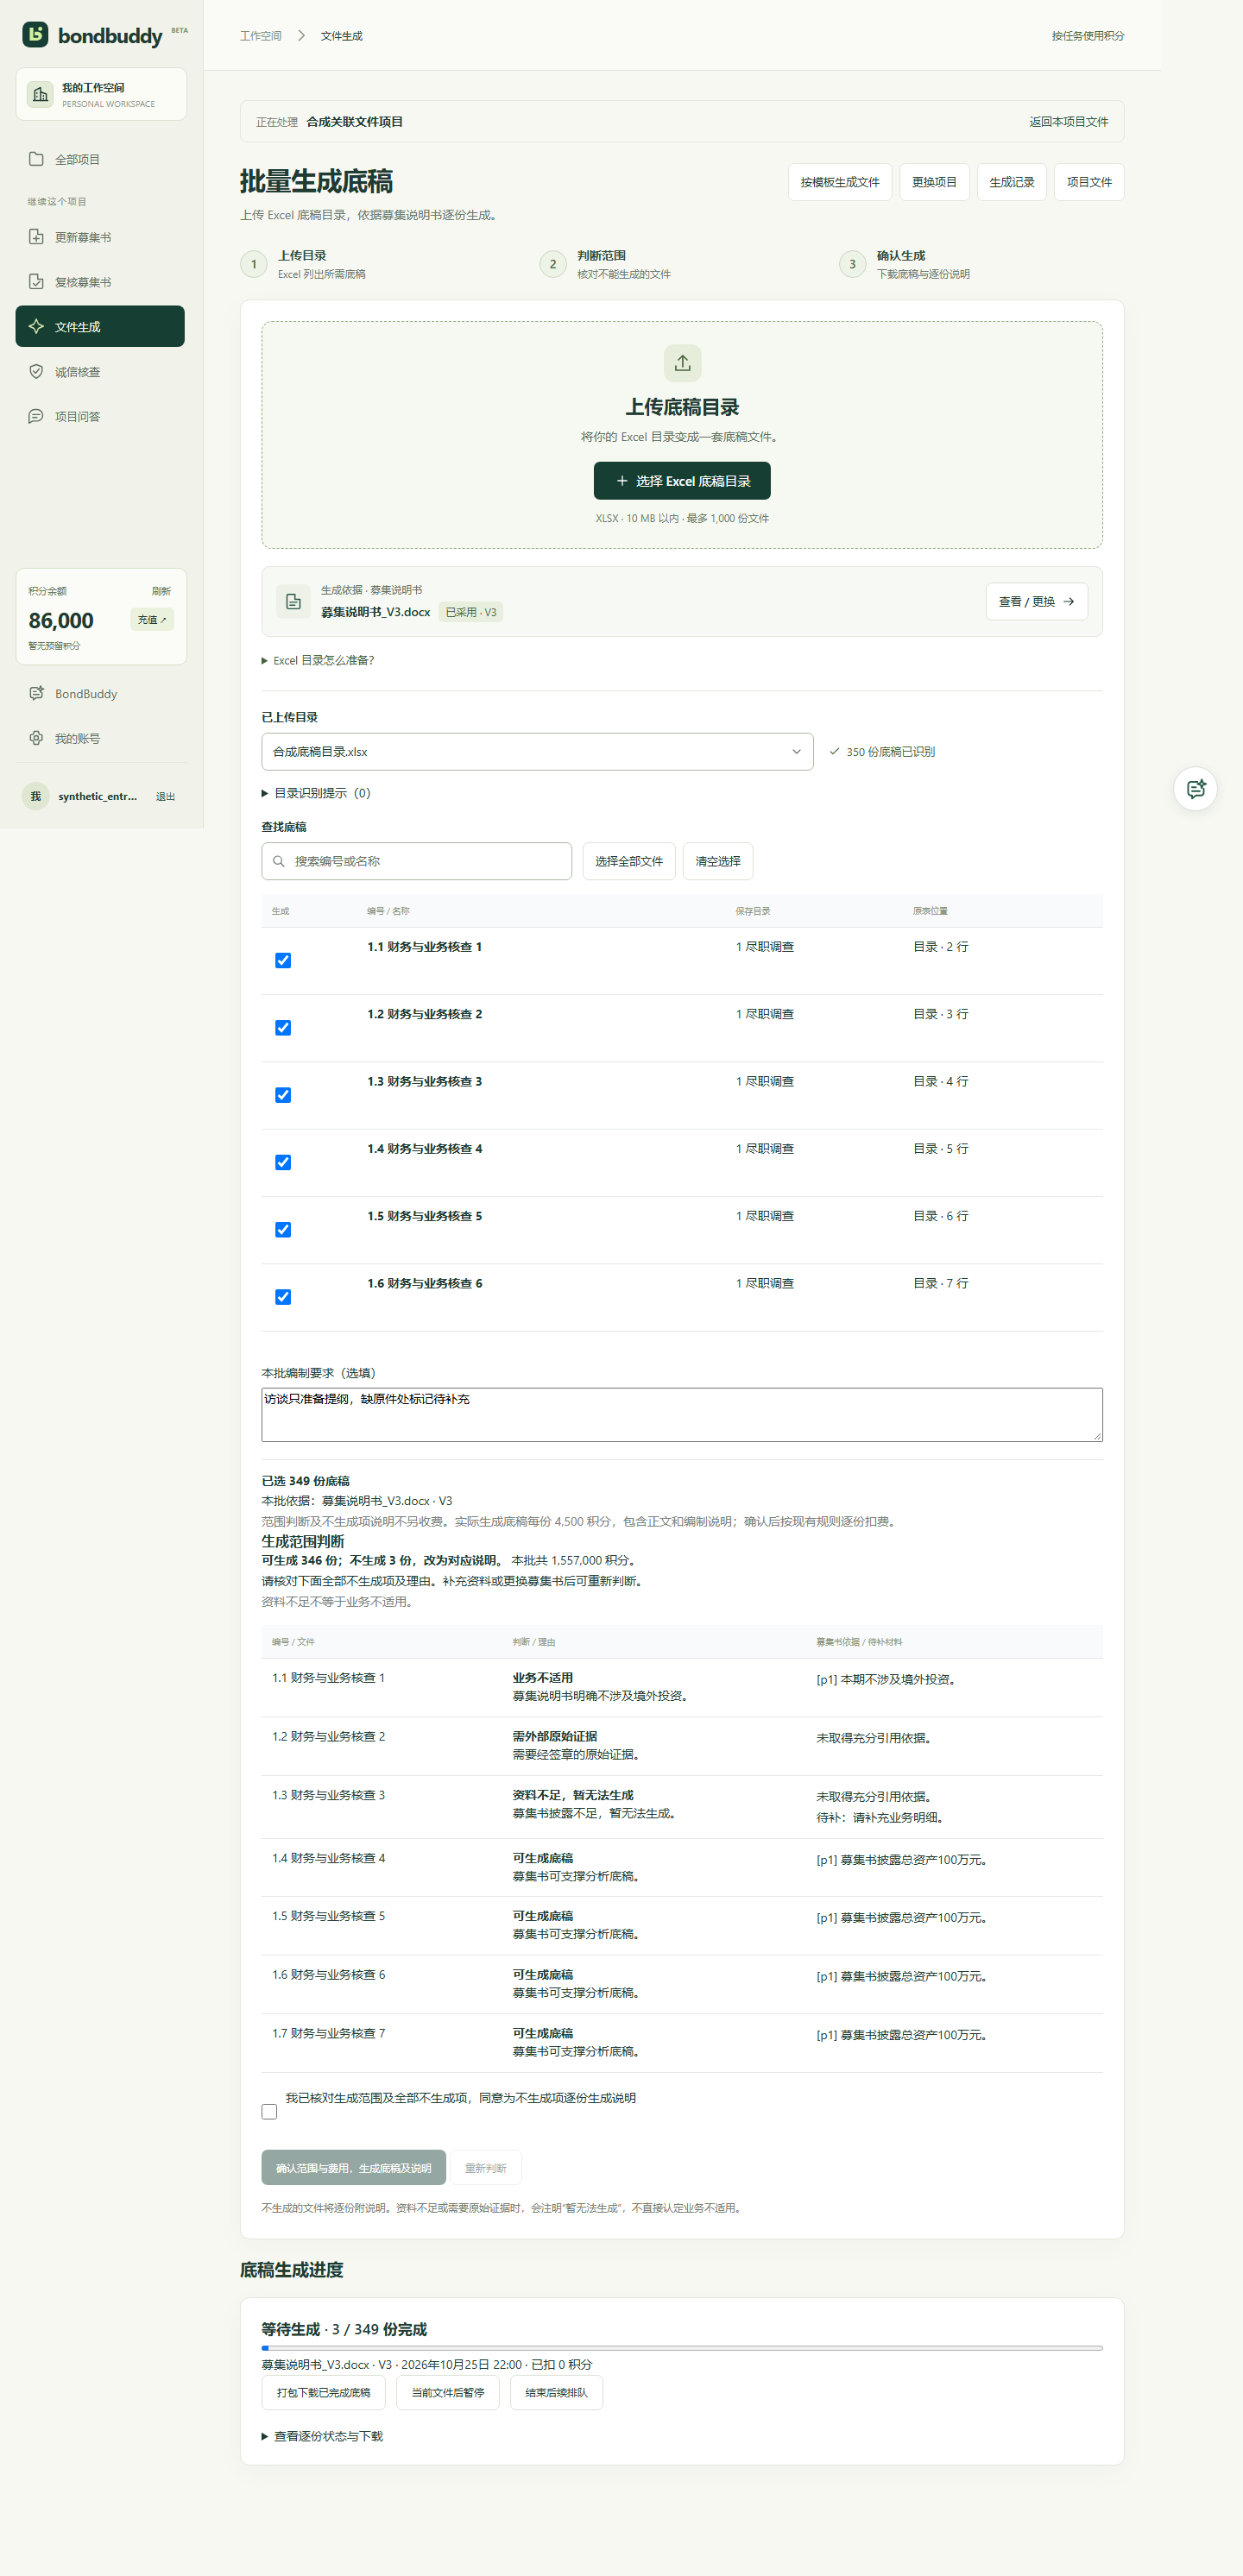 bondbuddy BETA
我的工作空间
PERSONAL WORKSPACE
全部项目
继续这个项目
更新募集书
复核募集书
文件生成
诚信核查
项目问答
积分余额 刷新
86,000 充值 ↗
暂无预留积分
BondBuddy
我的账号
我 synthetic_entr... 退出
工作空间 > 文件生成 按任务使用积分
正在处理 合成关联文件项目 返回本项目文件
批量生成底稿
按模板生成文件 更换项目 生成记录 项目文件
上传 Excel 底稿目录，依据募集说明书逐份生成。
1 上传目录
Excel 列出所需底稿
2 判断范围
核对不能生成的文件
3 确认生成
下载底稿与逐份说明
上传底稿目录
将你的 Excel 目录变成一套底稿文件。
＋ 选择 Excel 底稿目录
XLSX · 10 MB 以内 · 最多 1,000 份文件
生成依据 · 募集说明书
募集说明书_V3.docx 已采用 · V3
查看 / 更换 →
▶ Excel 目录怎么准备？
已上传目录
合成底稿目录.xlsx ✓ 350 份底稿已识别
▶ 目录识别提示（0）
查找底稿
搜索编号或名称 选择全部文件 清空选择
生成 编号 / 名称 保存目录 原表位置
1.1 财务与业务核查 1 1 尽职调查 目录 · 2 行
1.2 财务与业务核查 2 1 尽职调查 目录 · 3 行
1.3 财务与业务核查 3 1 尽职调查 目录 · 4 行
1.4 财务与业务核查 4 1 尽职调查 目录 · 5 行
1.5 财务与业务核查 5 1 尽职调查 目录 · 6 行
1.6 财务与业务核查 6 1 尽职调查 目录 · 7 行
本批编制要求（选填）
访谈只准备提纲，缺原件处标记待补充
已选 349 份底稿
本批依据：募集说明书_V3.docx · V3
范围判断及不生成项说明不另收费。实际生成底稿每份 4,500 积分，包含正文和编制说明；确认后按现有规则逐份扣费。
生成范围判断
可生成 346 份；不生成 3 份，改为对应说明。 本批共 1,557,000 积分。
请核对下面全部不生成项及理由。补充资料或更换募集书后可重新判断。
资料不足不等于业务不适用。
编号 / 文件 判断 / 理由 募集书依据 / 待补材料
1.1 财务与业务核查 1 业务不适用 [p1] 本期不涉及境外投资。
募集说明书明确不涉及境外投资。
1.2 财务与业务核查 2 需外部原始证据 未取得充分引用依据。
需要经签章的原始证据。
1.3 财务与业务核查 3 资料不足，暂无法生成 未取得充分引用依据。
募集书披露不足，暂无法生成。 待补：请补充业务明细。
1.4 财务与业务核查 4 可生成底稿 [p1] 募集书披露总资产100万元。
募集书可支撑分析底稿。
1.5 财务与业务核查 5 可生成底稿 [p1] 募集书披露总资产100万元。
募集书可支撑分析底稿。
1.6 财务与业务核查 6 可生成底稿 [p1] 募集书披露总资产100万元。
募集书可支撑分析底稿。
1.7 财务与业务核查 7 可生成底稿 [p1] 募集书披露总资产100万元。
募集书可支撑分析底稿。
我已核对生成范围及全部不生成项，同意为不生成项逐份生成说明
确认范围与费用，生成底稿及说明 重新判断
不生成的文件将逐份附说明。资料不足或需要原始证据时，会注明“暂无法生成”，不直接认定业务不适用。
底稿生成进度
等待生成 · 3 / 349 份完成
募集说明书_V3.docx · V3 · 2026年10月25日 22:00 · 已扣 0 积分
打包下载已完成底稿 当前文件后暂停 结束后续排队
▶ 查看逐份状态与下载